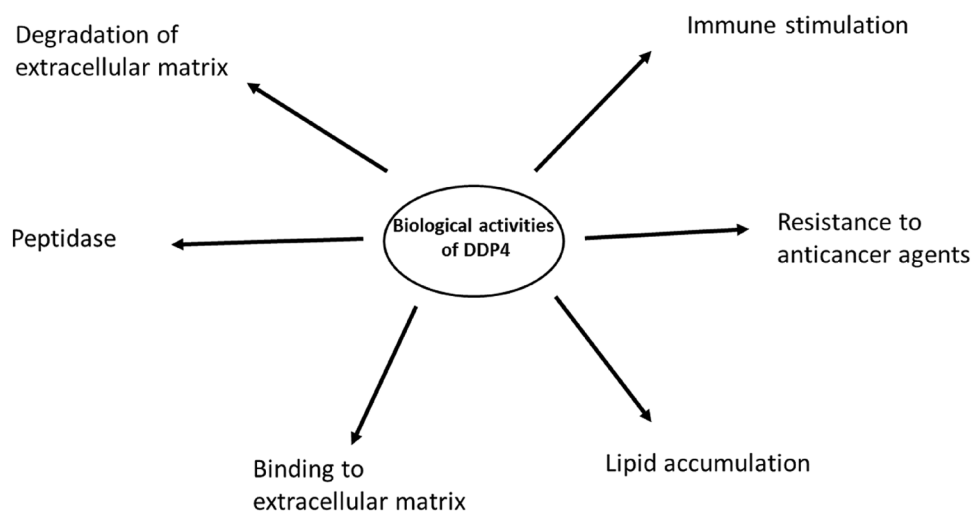 Degradation of
extracellular matrix
Immune stimulation
Peptidase
Biological activities
of DDP4
Resistance to
anticancer agents
Binding to
extracellular matrix
Lipid accumulation